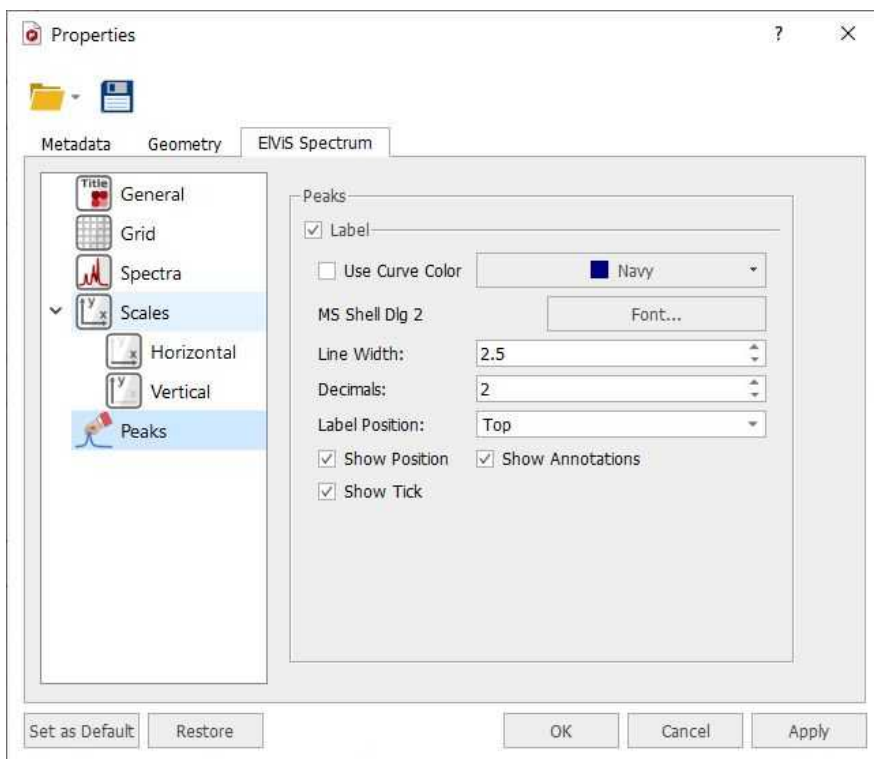 Properties
?
Metadata
Geometry
ElViS Spectrum
Title
General
Grid
Spectra
y
x
Scales
x
Horizontal
y
Vertical
Peaks
Peaks
Label
Use Curve Color
Navy
MS Shell Dlg 2
Font...
Line Width:
2.5
Decimals:
2
Label Position:
Top
Show Position
Show Annotations
Show Tick
Set as Default
Restore
OK
Cancel
Apply